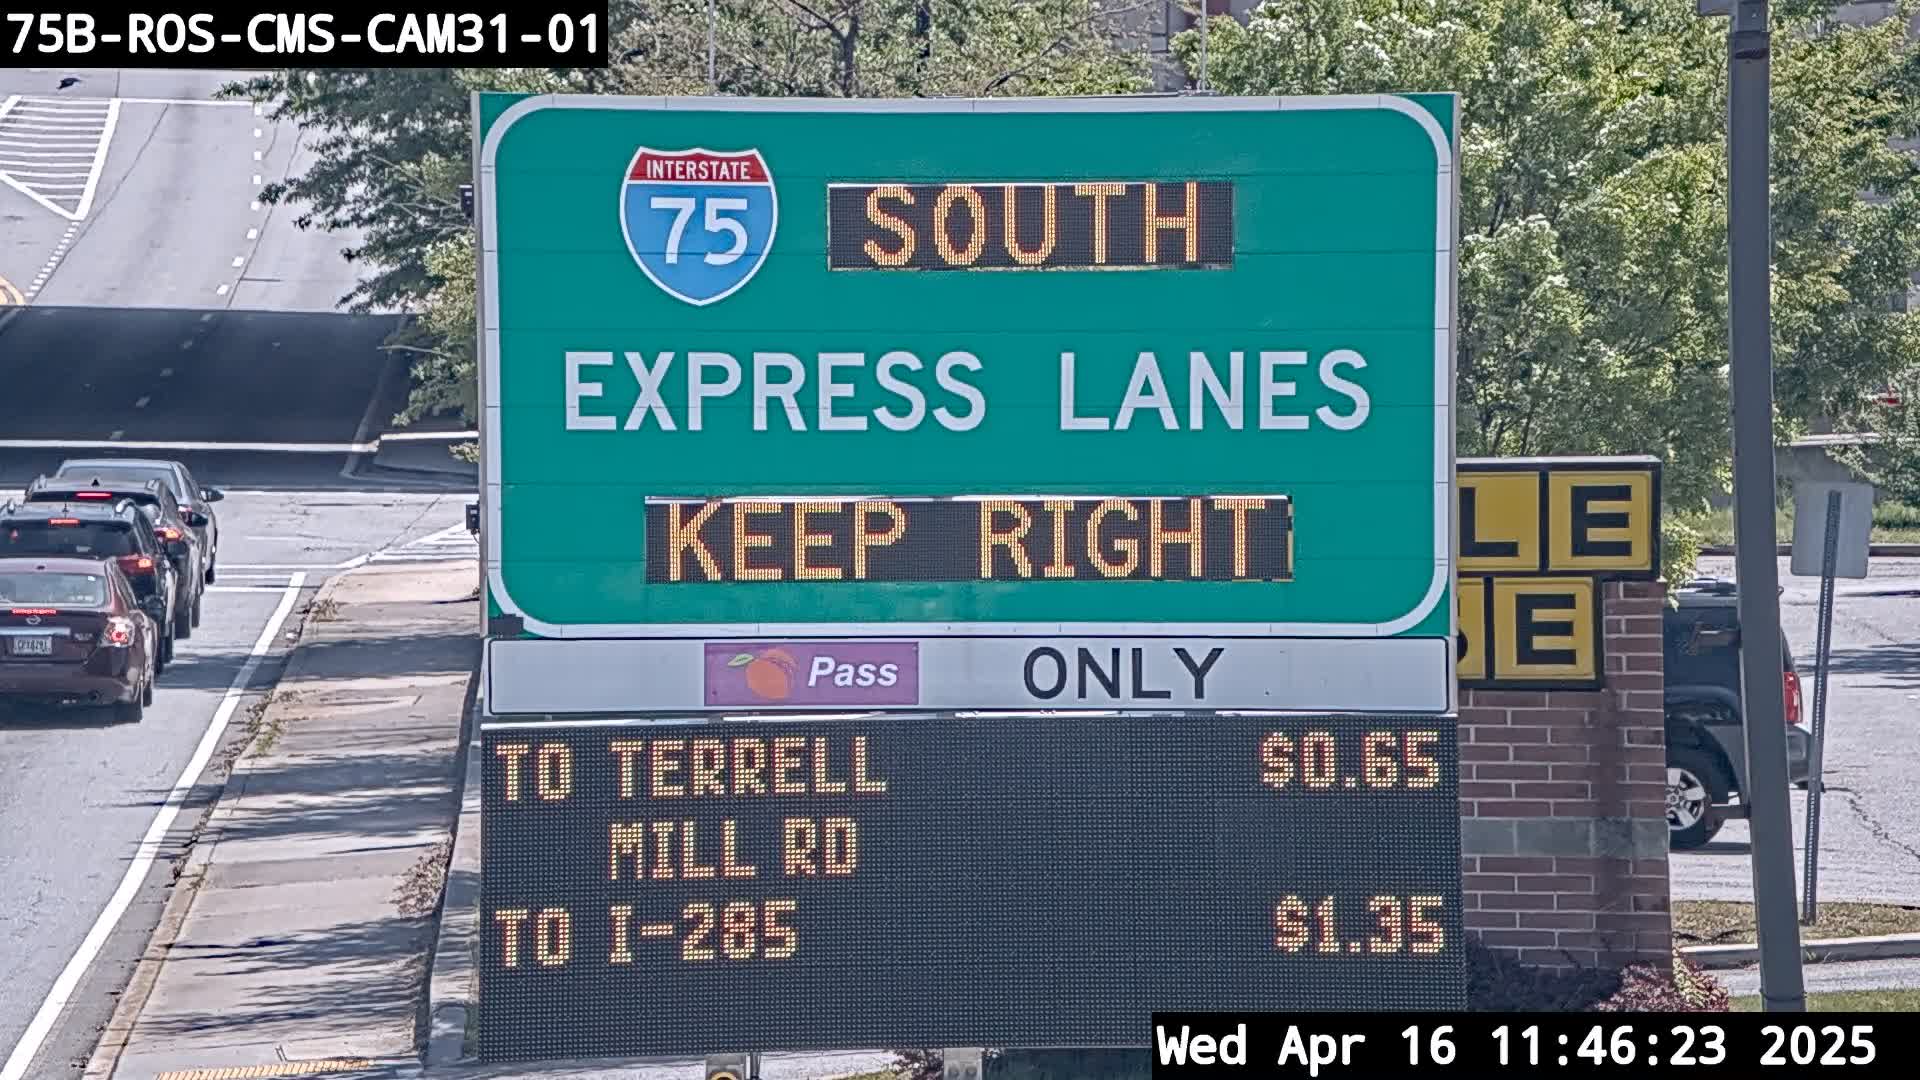 75B-ROS-CMS-CAM31-01
INTERSTATE
75
SOUTH
EXPRESS LANES
KEEP RIGHT
Pass ONLY
LE
E
TO TERRELL $0.65
MILL RD
TO I-285 $1.35
Wed Apr 16 11:46:23 2025